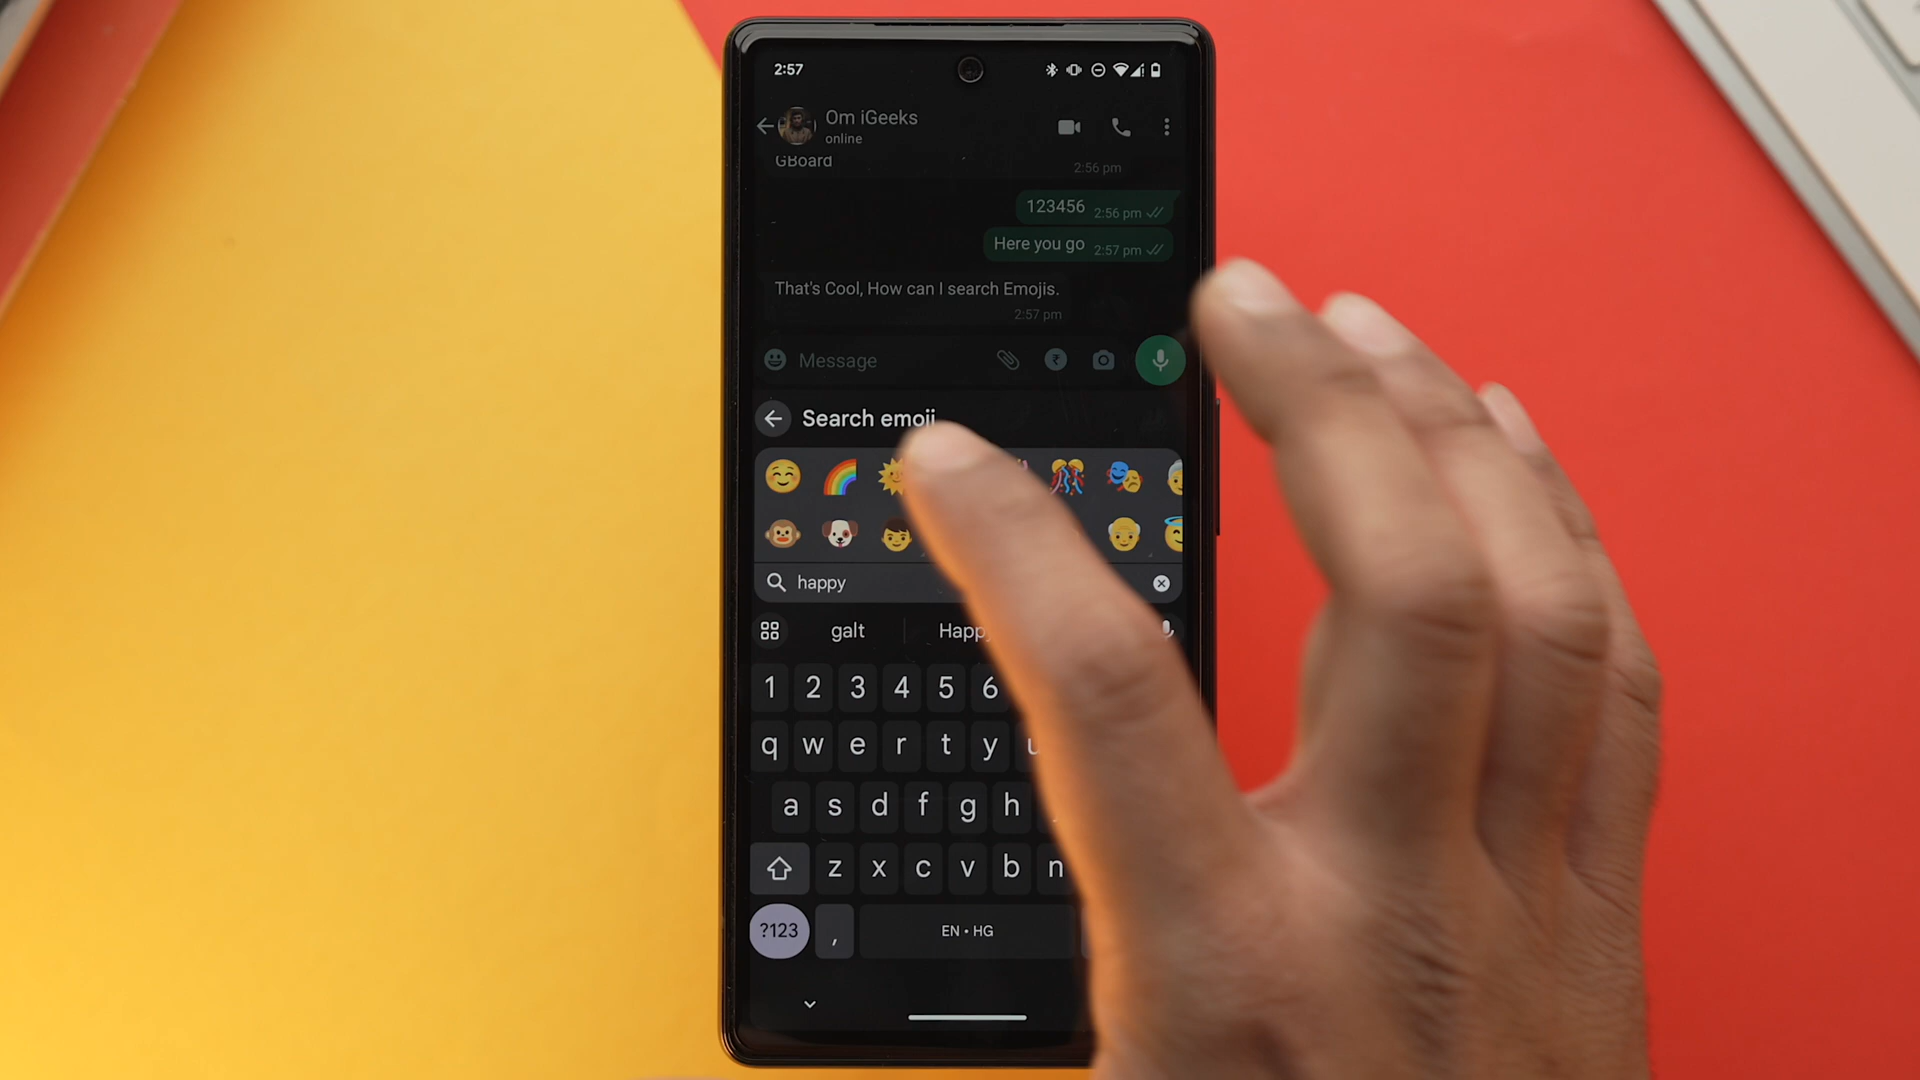 2:57
Om iGeeks
online
GBoard
2:56 pm
123456 2:56 pm
Here you go 2:57 pm
That's Cool, How can I search Emojis.
2:57 pm
Message
Search emoji
happy
galt Happy
1 2 3 4 5 6
q w e r t y u
a s d f g h
z x c v b n
?123 , EN • HG